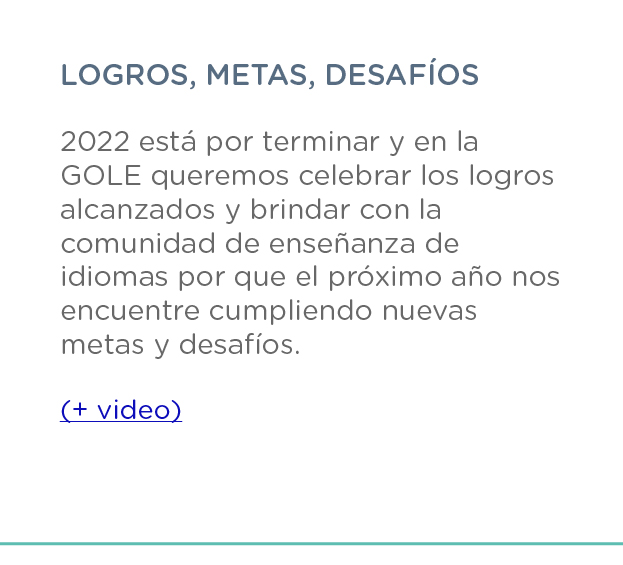 LOGROS, METAS, DESAFÍOS
2022 está por terminar y en la
GOLE queremos celebrar los logros
alcanzados y brindar con la
comunidad de enseñanza de
idiomas por que el próximo año nos
encuentre cumpliendo nuevas
metas y desafíos.
(+ video)